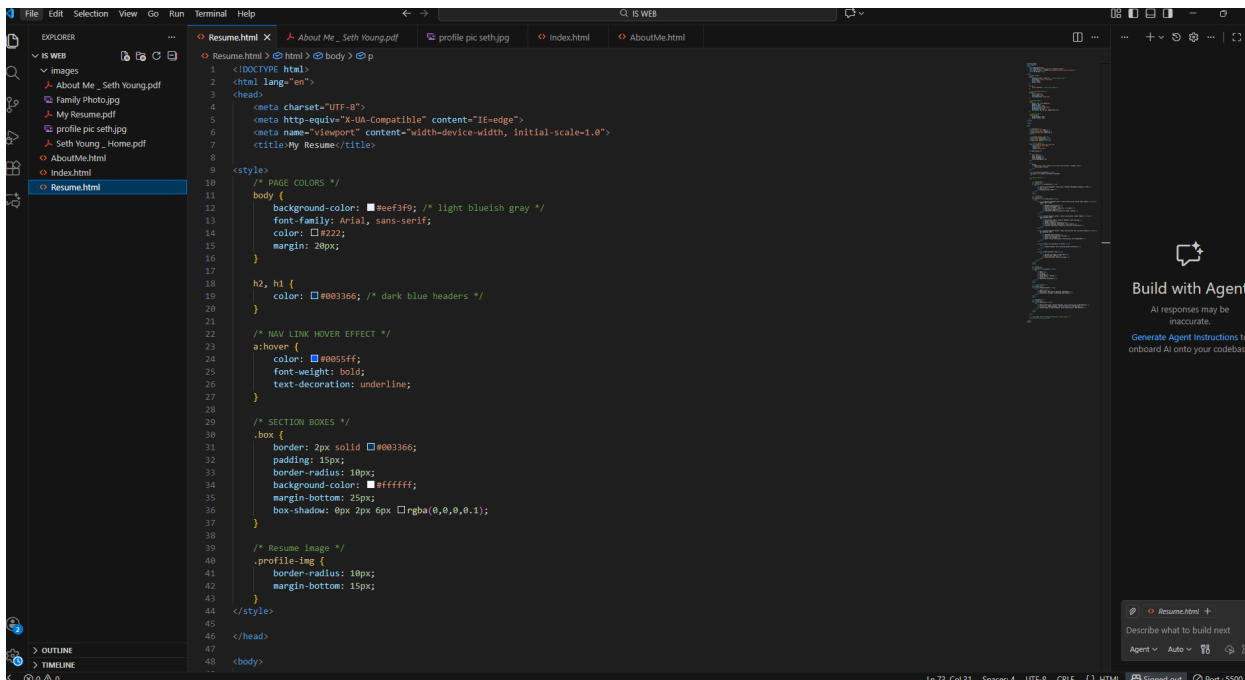 File Edit Selection View Go Run Terminal Help
IS WEB
EXPLORER
IS WEB
images
About Me _ Seth Young.pdf
Family Photo.jpg
My Resume.pdf
profile pic seth.jpg
Seth Young _ Home.pdf
AboutMe.html
Index.html
Resume.html
OUTLINE
TIMELINE
Resume.html About Me _ Seth Young.pdf profile pic seth.jpg Index.html AboutMe.html
Resume.html > html > body > p
1 <!DOCTYPE html>
2 <html lang="en">
3 <head>
4 <meta charset="UTF-8">
5 <meta http-equiv="X-UA-Compatible" content="IE=edge">
6 <meta name="viewport" content="width=device-width, initial-scale=1.0">
7 <title>My Resume</title>
8
9 <style>
10 /* PAGE COLORS */
11 body {
12 background-color: #eef3f9; /* light blueish gray */
13 font-family: Arial, sans-serif;
14 color: #222;
15 margin: 20px;
16 }
17
18 h2, h1 {
19 color: #003366; /* dark blue headers */
20 }
21
22 /* NAV LINK HOVER EFFECT */
23 a:hover {
24 color: #0055ff;
25 font-weight: bold;
26 text-decoration: underline;
27 }
28
29 /* SECTION BOXES */
30 .box {
31 border: 2px solid #003366;
32 padding: 15px;
33 border-radius: 10px;
34 background-color: #ffffff;
35 margin-bottom: 25px;
36 box-shadow: 0px 2px 6px rgba(0,0,0,0.1);
37 }
38
39 /* Resume image */
40 .profile-img {
41 border-radius: 10px;
42 margin-bottom: 15px;
43 }
44 </style>
45
46 </head>
47
48 <body>
Build with Agent
AI responses may be
inaccurate.
Generate Agent Instructions to
onboard AI onto your codebas
Resume.html
Describe what to build next
Agent Auto
2
0 0
Ln 73, Col 31 Spaces: 4 UTF-8 CRLF {} HTML Signed out Port : 5500